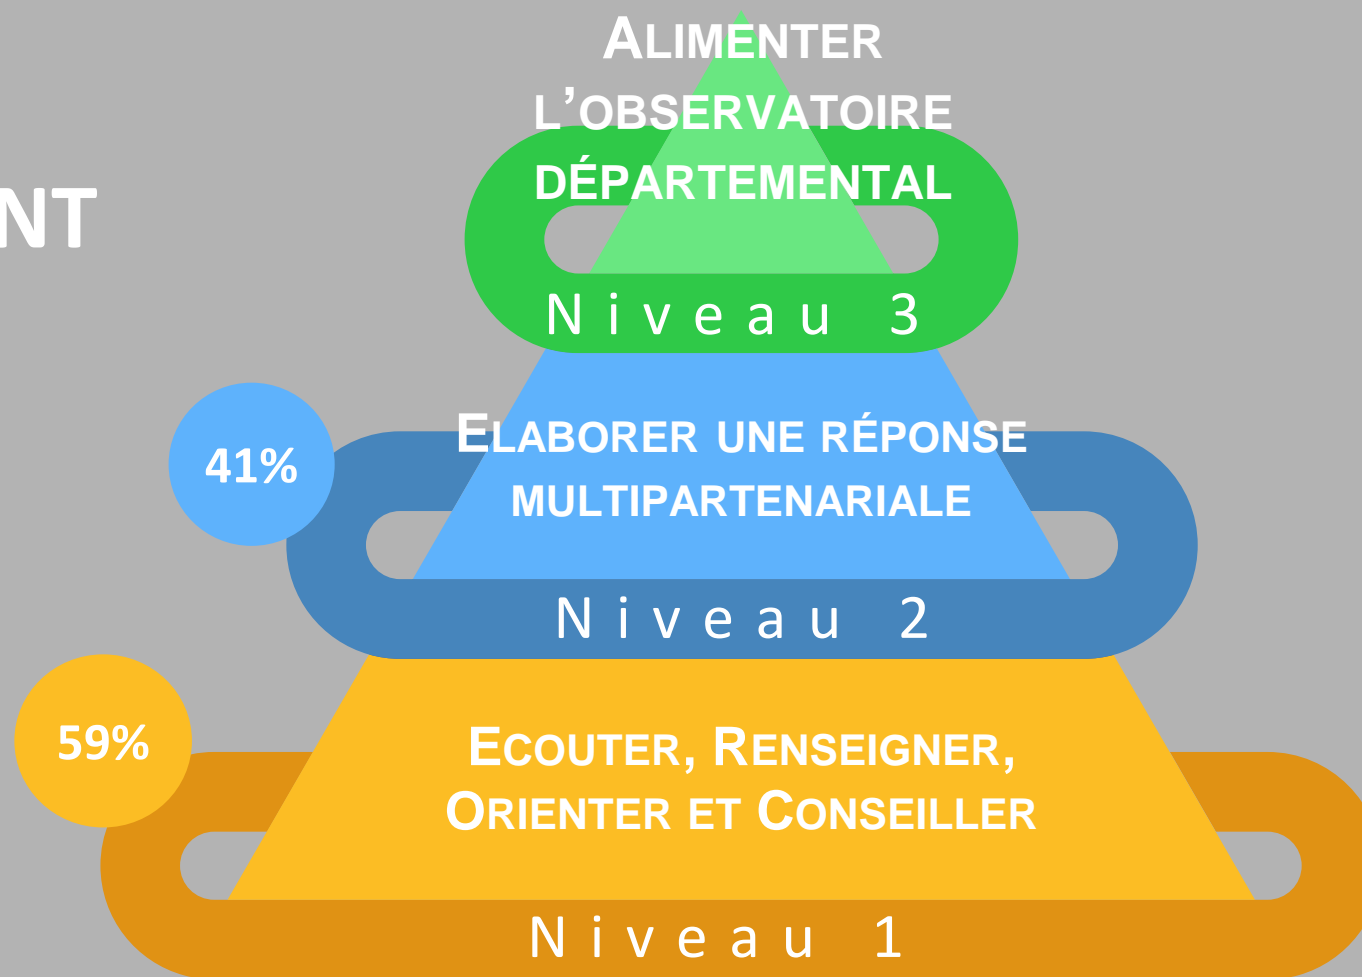 ALIMENTER
L’OBSERVATOIRE
DÉPARTEMENTAL
NT
Niveau 3
ELABORER UNE RÉPONSE
MULTIPARTENARIALE
41%
Niveau 2
ECOUTER, RENSEIGNER,
ORIENTER ET CONSEILLER
59%
Niveau 1